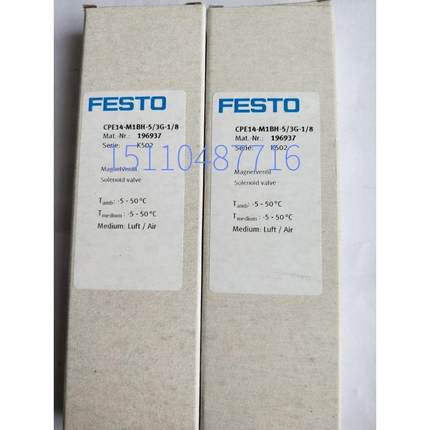 FESTO
CPE14-M1BH-5/3G-1/8
Mat.-Nr.: 196937
Serie: K502
Magnetventil
Solenoid valve
Tamb: -5 - 50°C
Tmedium: -5 - 50°C
Medium: Luft / Air
FESTO
CPE14-M1BH-5/3G-1/8
Mat.-Nr.: 196937
Serie: K502
Magnetventil
Solenoid valve
Tamb: -5 - 50°C
Tmedium: -5 - 50°C
Medium: Luft / Air
15110487716